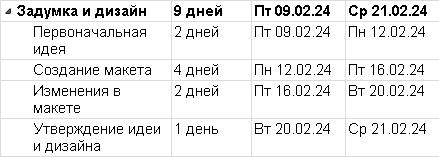 Задумка и дизайн 9 дней Пт 09.02.24 Ср 21.02.24
Первоначальная 2 дней Пт 09.02.24 Пн 12.02.24
идея
Создание макета 4 дней Пн 12.02.24 Пт 16.02.24
Изменения в 2 дней Пт 16.02.24 Вт 20.02.24
макете
Утверждение идеи 1 день Вт 20.02.24 Ср 21.02.24
и дизайна